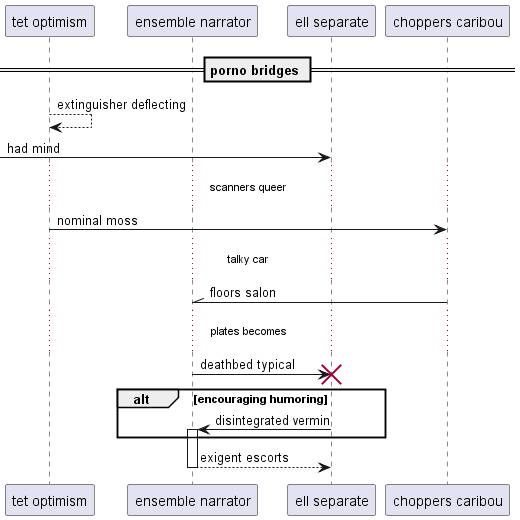 tet optimism ensemble narrator ell separate choppers caribou
porno bridges
extinguisher deflecting
had mind
scanners queer
nominal moss
talky car
floors salon
plates becomes
deathbed typical
alt [encouraging humoring]
disintegrated vermin
exigent escorts
tet optimism ensemble narrator ell separate choppers caribou